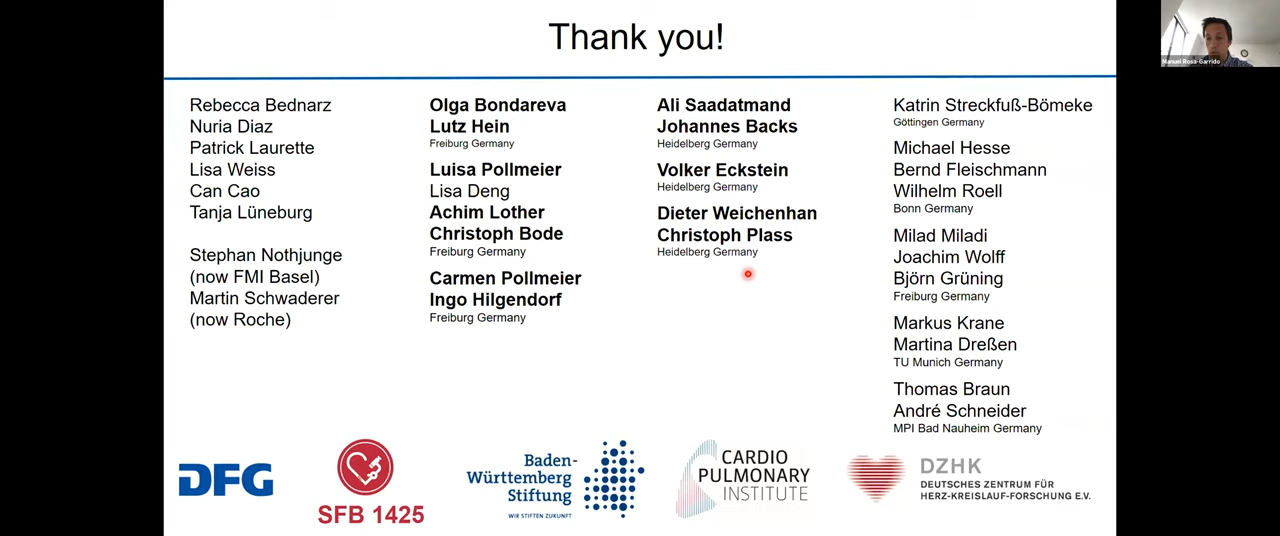 Thank you!
Manuel Rosa-Garrido
Rebecca Bednarz
Nuria Diaz
Patrick Laurette
Lisa Weiss
Can Cao
Tanja Lüneburg
Stephan Nothjunge
(now FMI Basel)
Martin Schwaderer
(now Roche)
Olga Bondareva
Lutz Hein
Freiburg Germany
Luisa Pollmeier
Lisa Deng
Achim Lother
Christoph Bode
Freiburg Germany
Carmen Pollmeier
Ingo Hilgendorf
Freiburg Germany
Ali Saadatmand
Johannes Backs
Heidelberg Germany
Volker Eckstein
Heidelberg Germany
Dieter Weichenhan
Christoph Plass
Heidelberg Germany
Katrin Streckfuß-Bömeke
Göttingen Germany
Michael Hesse
Bernd Fleischmann
Wilhelm Roell
Bonn Germany
Milad Miladi
Joachim Wolff
Björn Grüning
Freiburg Germany
Markus Krane
Martina Dreßen
TU Munich Germany
Thomas Braun
André Schneider
MPI Bad Nauheim Germany
DFG
SFB 1425
Baden-
Württemberg
Stiftung
WIR STIFTEN ZUKUNFT
CARDIO
PULMONARY
INSTITUTE
DZHK
DEUTSCHES ZENTRUM FÜR
HERZ-KREISLAUF-FORSCHUNG E.V.